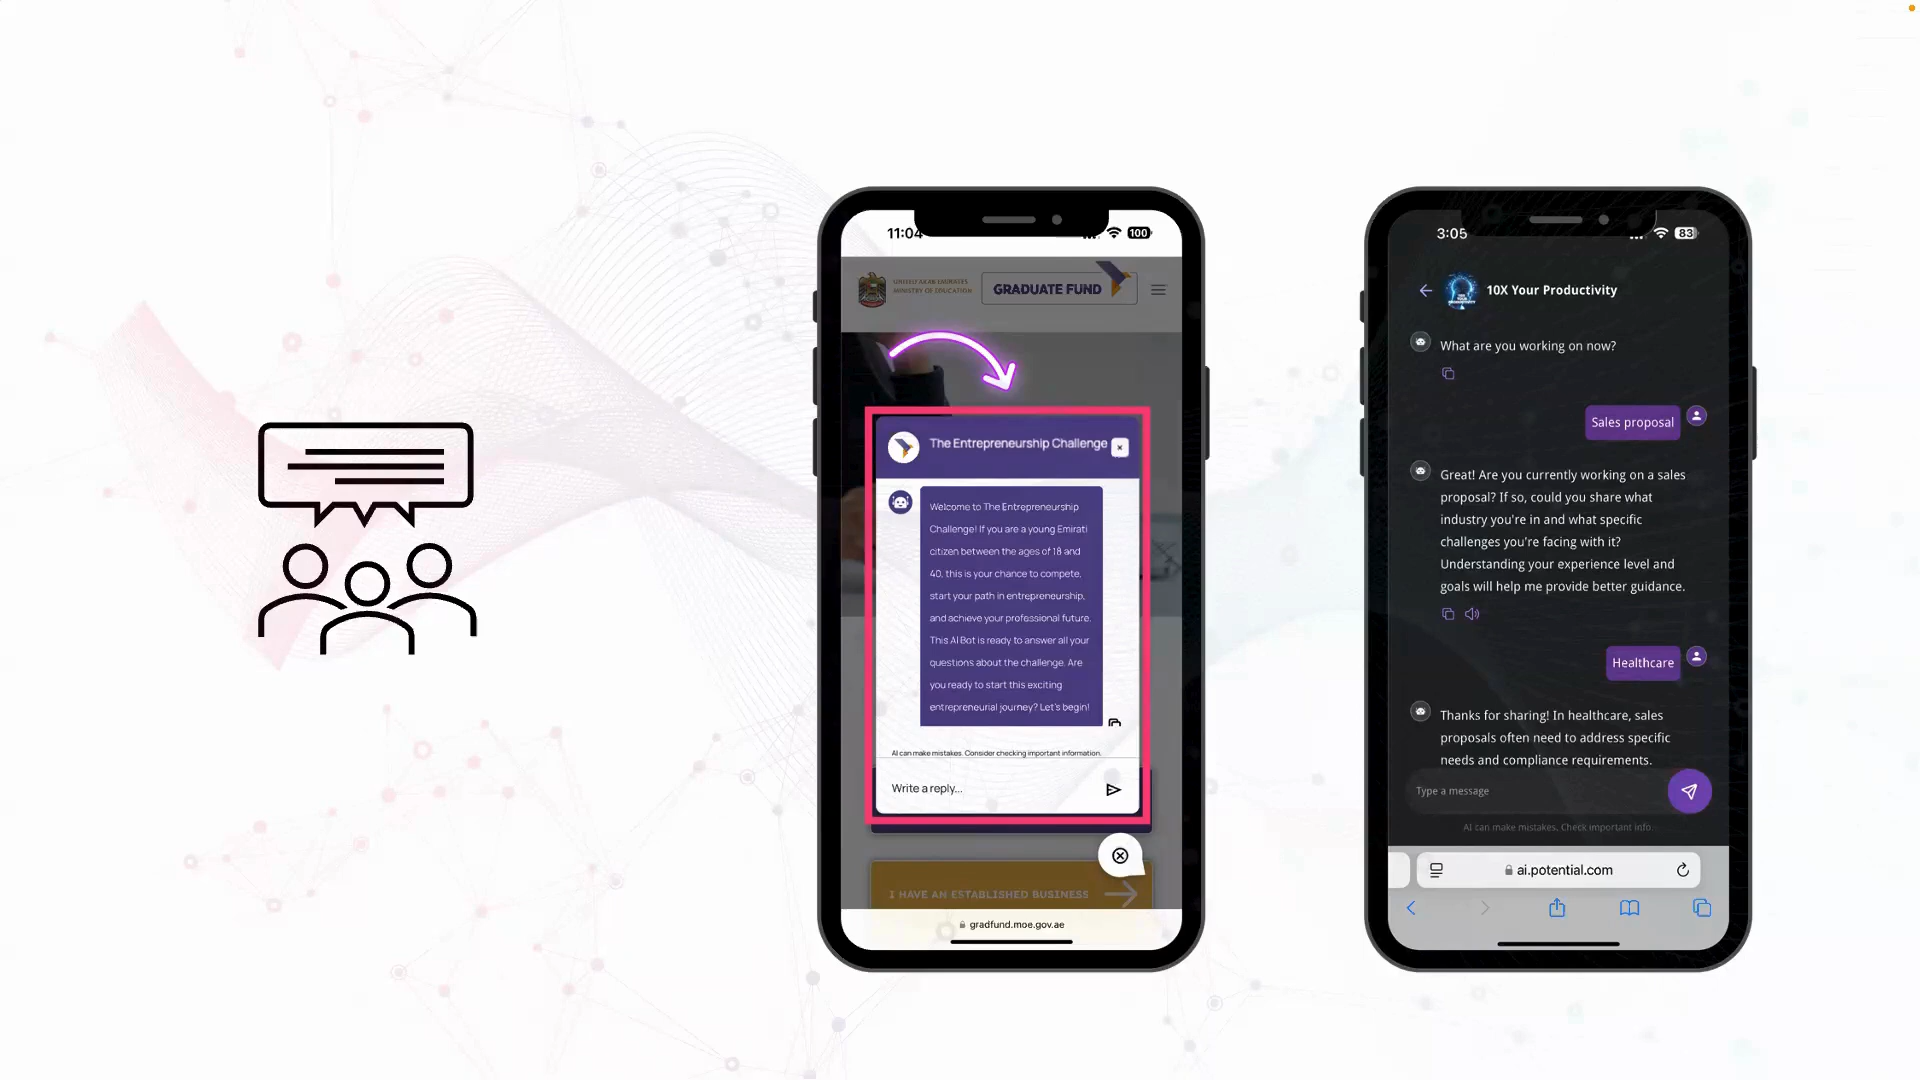 11:04
100
UNITED ARAB EMIRATES
MINISTRY OF EDUCATION
GRADUATE FUND
The Entrepreneurship Challenge
Welcome to The Entrepreneurship
Challenge! If you are a young Emirati
citizen between the ages of 18 and
40, this is your chance to compete,
start your path in entrepreneurship,
and achieve your professional future.
This AI Bot is ready to answer all your
questions about the challenge. Are
you ready to start this exciting
entrepreneurial journey? Let's begin!
AI can make mistakes. Consider checking important information.
Write a reply...
I HAVE AN ESTABLISHED BUSINESS
gradfund.moe.gov.ae
3:05
83
10X Your Productivity
What are you working on now?
Sales proposal
Great! Are you currently working on a sales
proposal? If so, could you share what
industry you're in and what specific
challenges you're facing with it?
Understanding your experience level and
goals will help me provide better guidance.
Healthcare
Thanks for sharing! In healthcare, sales
proposals often need to address specific
needs and compliance requirements.
Type a message
AI can make mistakes. Check important info.
ai.potential.com